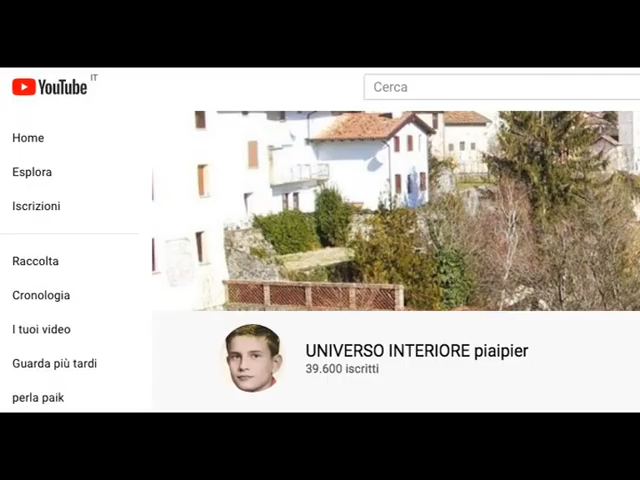 YouTube IT
Cerca
Home
Esplora
Iscrizioni
Raccolta
Cronologia
I tuoi video
Guarda più tardi
perla paik
UNIVERSO INTERIORE piaipier
39.600 iscritti